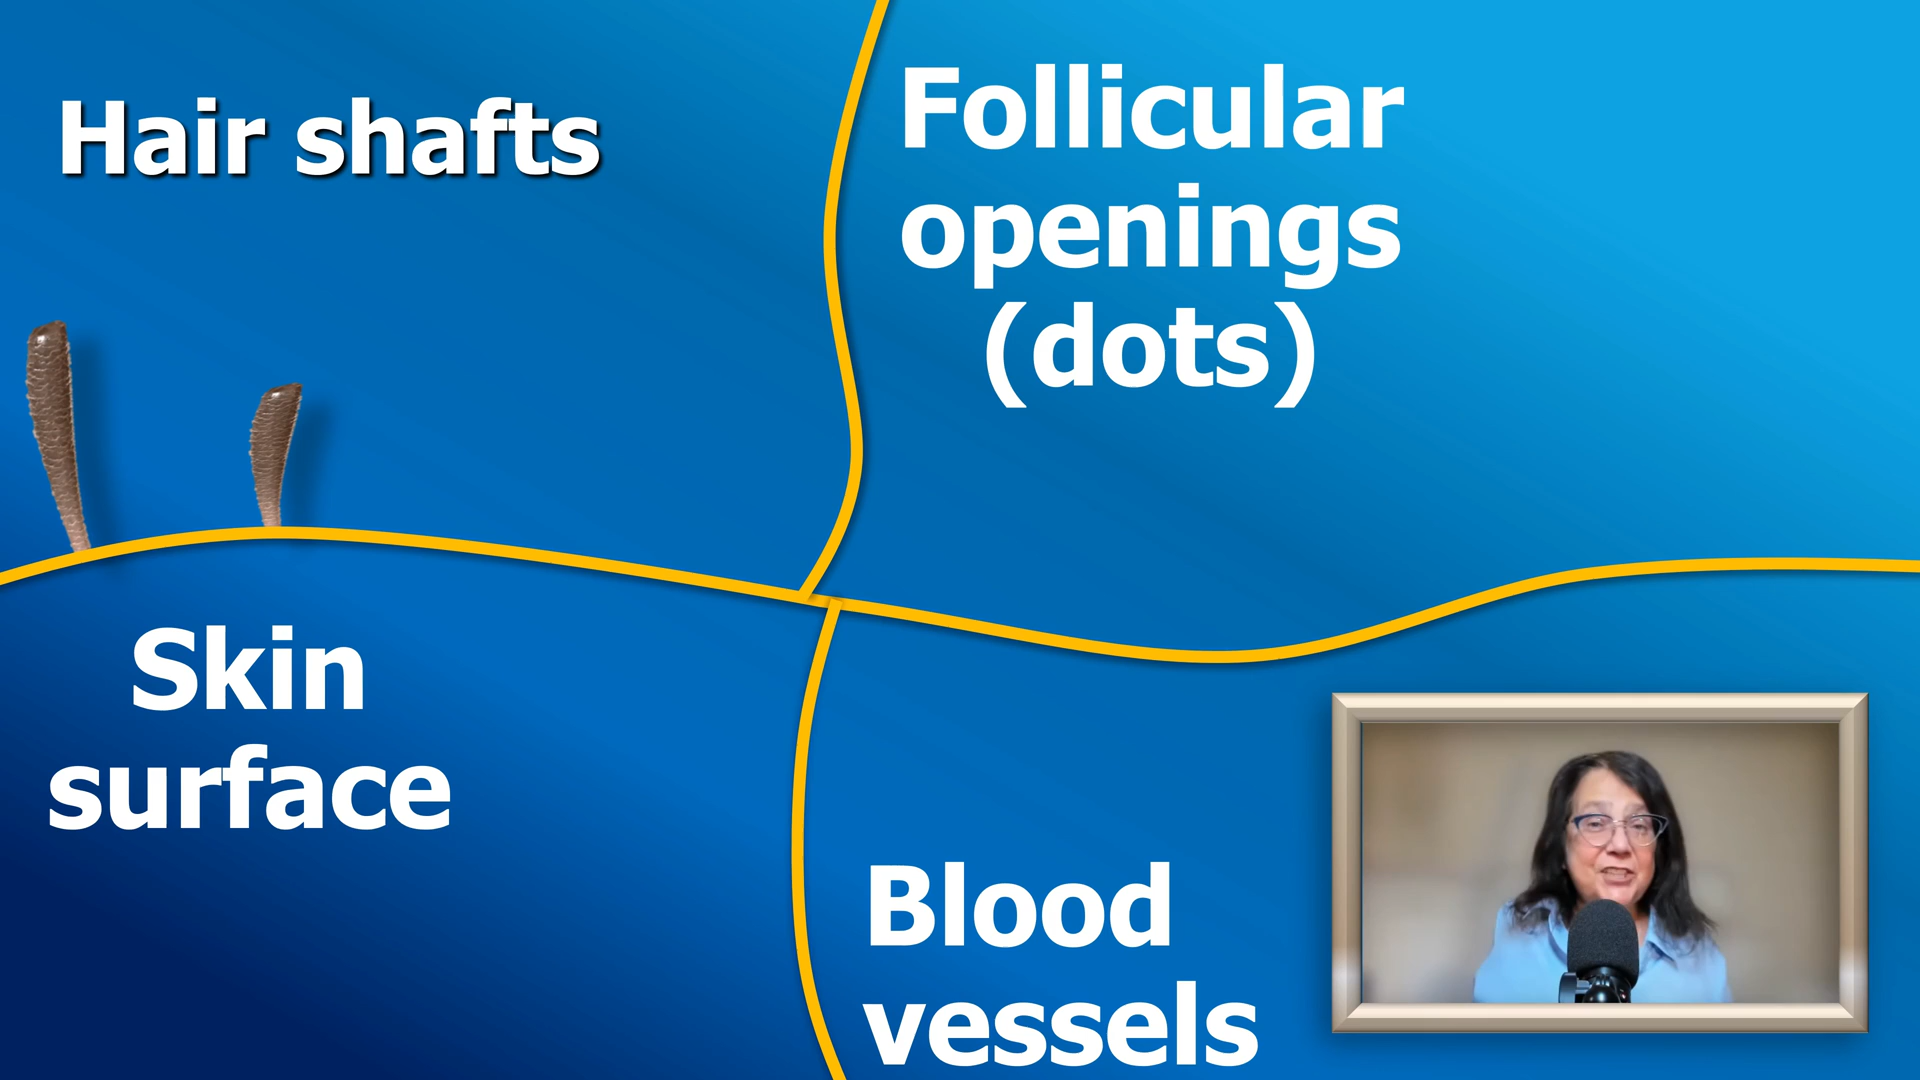 Hair shafts
Follicular
openings
(dots)
Skin
surface
Blood
vessels